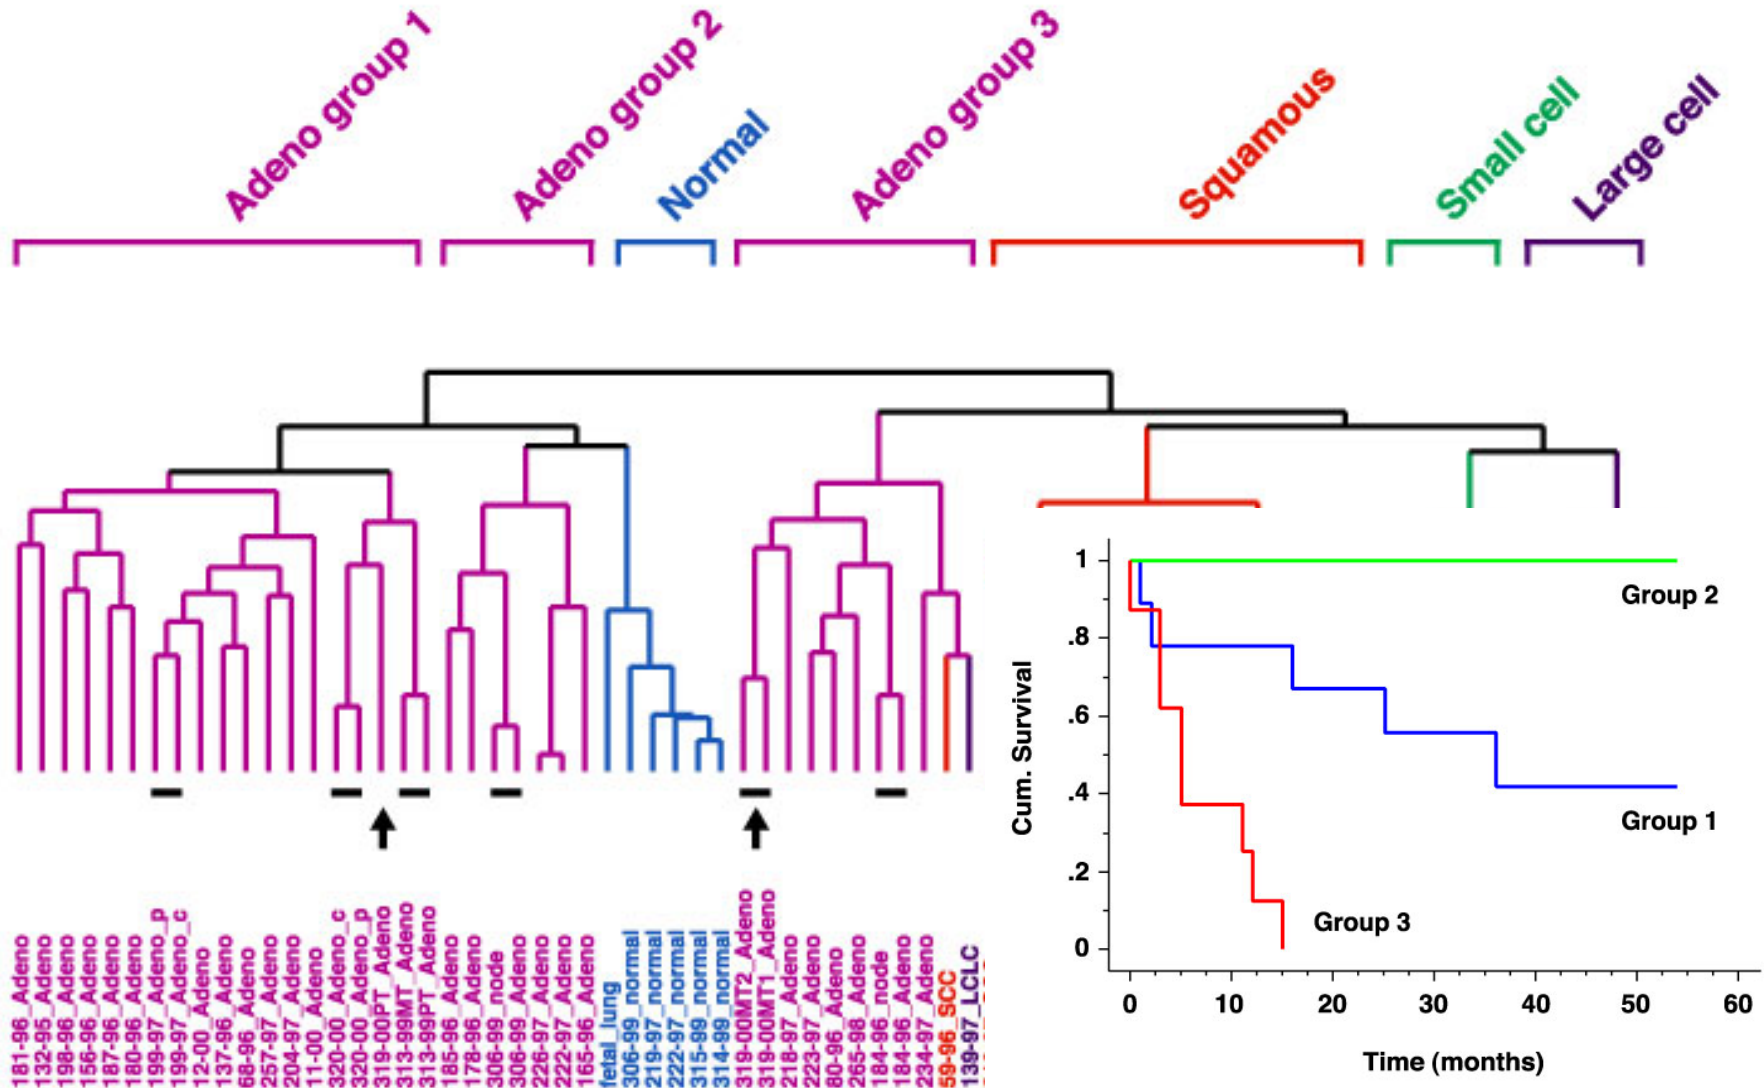 Adeno group 1
Adeno group 2
Normal
Adeno group 3
Squamous
Small cell
Large cell
181-96_Adeno
132-95_Adeno
198-96_Adeno
156-96_Adeno
187-96_Adeno
180-96_Adeno
199-97_Adeno_p
199-97_Adeno_c
12-00_Adeno
137-96_Adeno
68-96_Adeno
257-97_Adeno
204-97_Adeno
11-00_Adeno
320-00_Adeno_c
320-00_Adeno_p
319-00PT_Adeno
313-99MT_Adeno
313-99PT_Adeno
185-96_Adeno
178-96_Adeno
306-99_node
306-99_Adeno
226-97_Adeno
222-97_Adeno
165-96_Adeno
fetal_lung
306-99_normal
219-97_normal
222-97_normal
315-99_normal
314-99_normal
319-00MT2_Adeno
319-00MT1_Adeno
218-97_Adeno
223-97_Adeno
80-96_Adeno
265-98_Adeno
184-96_node
184-96_Adeno
234-97_Adeno
59-96_SCC
139-97_LCLC
Cum. Survival
1
.8
.6
.4
.2
0
Group 2
Group 1
Group 3
0 10 20 30 40 50 60
Time (months)